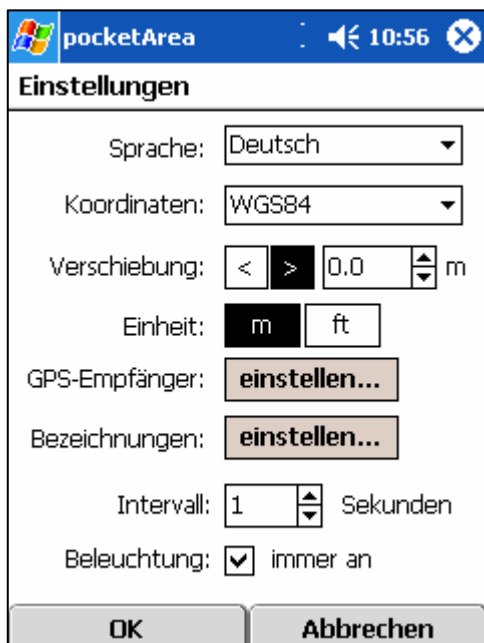 pocketArea 10:56
Einstellungen
Sprache: Deutsch
Koordinaten: WGS84
Verschiebung: < > 0.0 m
Einheit: m ft
GPS-Empfänger: einstellen...
Bezeichnungen: einstellen...
Intervall: 1 Sekunden
Beleuchtung: immer an
OK Abbrechen